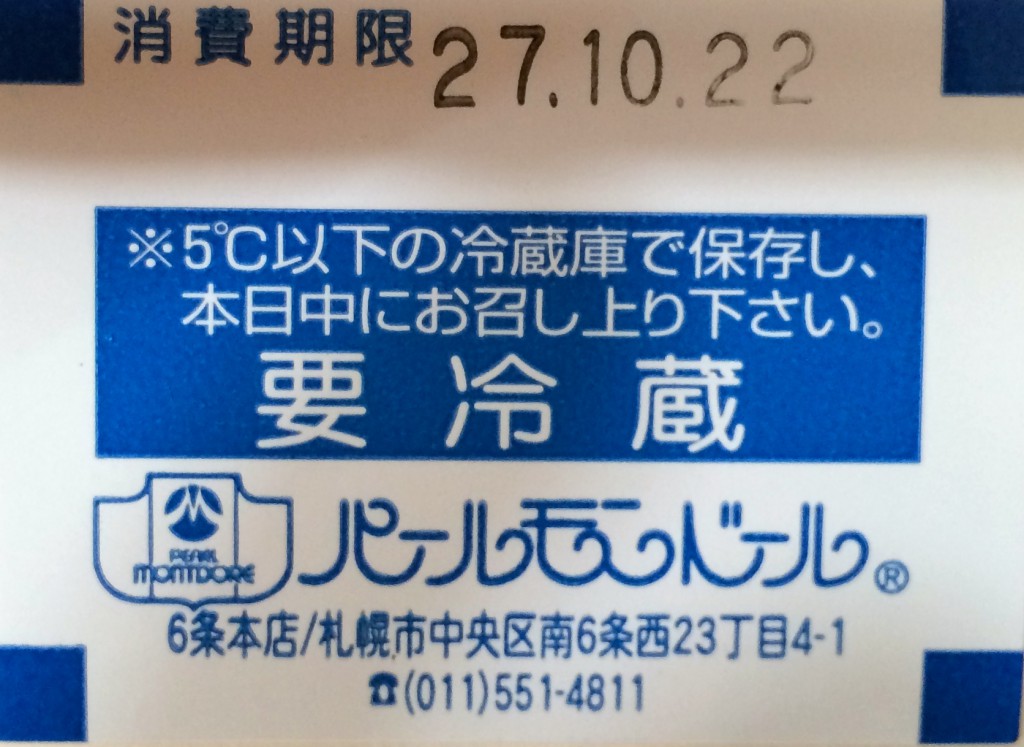 消費期限 27.10.22
※5℃以下の冷蔵庫で保存し、
本日中にお召し上り下さい。
要冷蔵
PEARL
MONTDORE
パールモンドール®
6条本店/札幌市中央区南6条西23丁目4-1
☎(011)551-4811